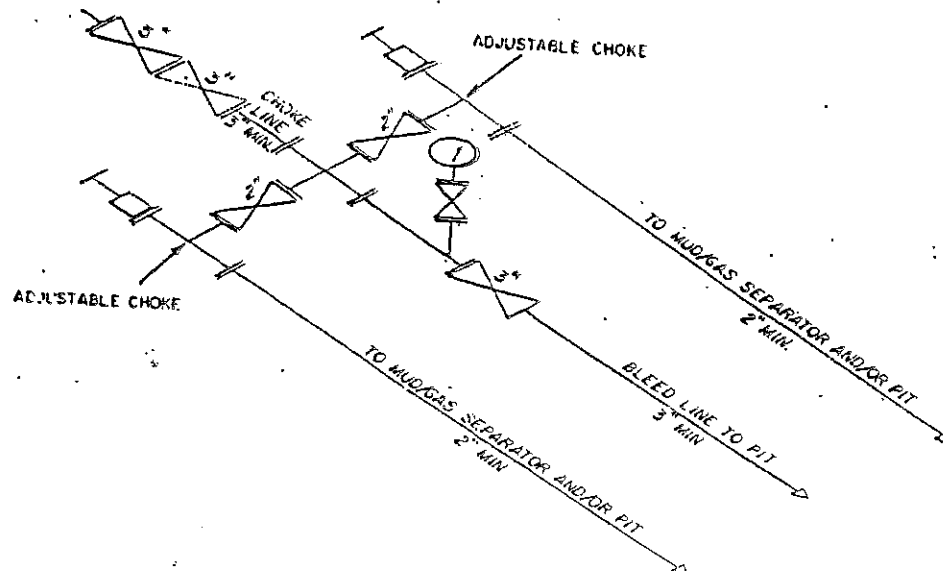 3"
3"
CHOKE
LINE
3" MIN.
ADJUSTABLE CHOKE
2"
2"
ADJUSTABLE CHOKE
3"
TO MUD/GAS SEPARATOR AND/OR PIT
2" MIN.
BLEED LINE TO PIT
3" MIN
TO MUD/GAS SEPARATOR AND/OR PIT
2" MIN